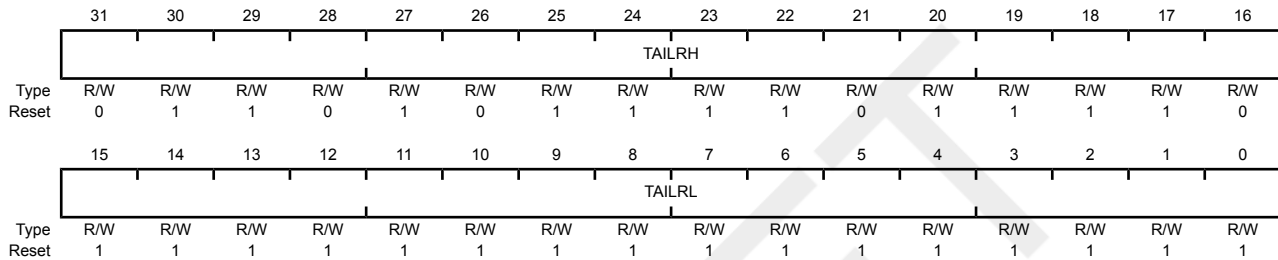 31 30 29 28 27 26 25 24 23 22 21 20 19 18 17 16
TAILRH
Type R/W R/W R/W R/W R/W R/W R/W R/W R/W R/W R/W R/W R/W R/W R/W R/W
Reset 0 1 1 0 1 0 1 1 1 1 0 1 1 1 1 0
15 14 13 12 11 10 9 8 7 6 5 4 3 2 1 0
TAILRL
Type R/W R/W R/W R/W R/W R/W R/W R/W R/W R/W R/W R/W R/W R/W R/W R/W
Reset 1 1 1 1 1 1 1 1 1 1 1 1 1 1 1 1